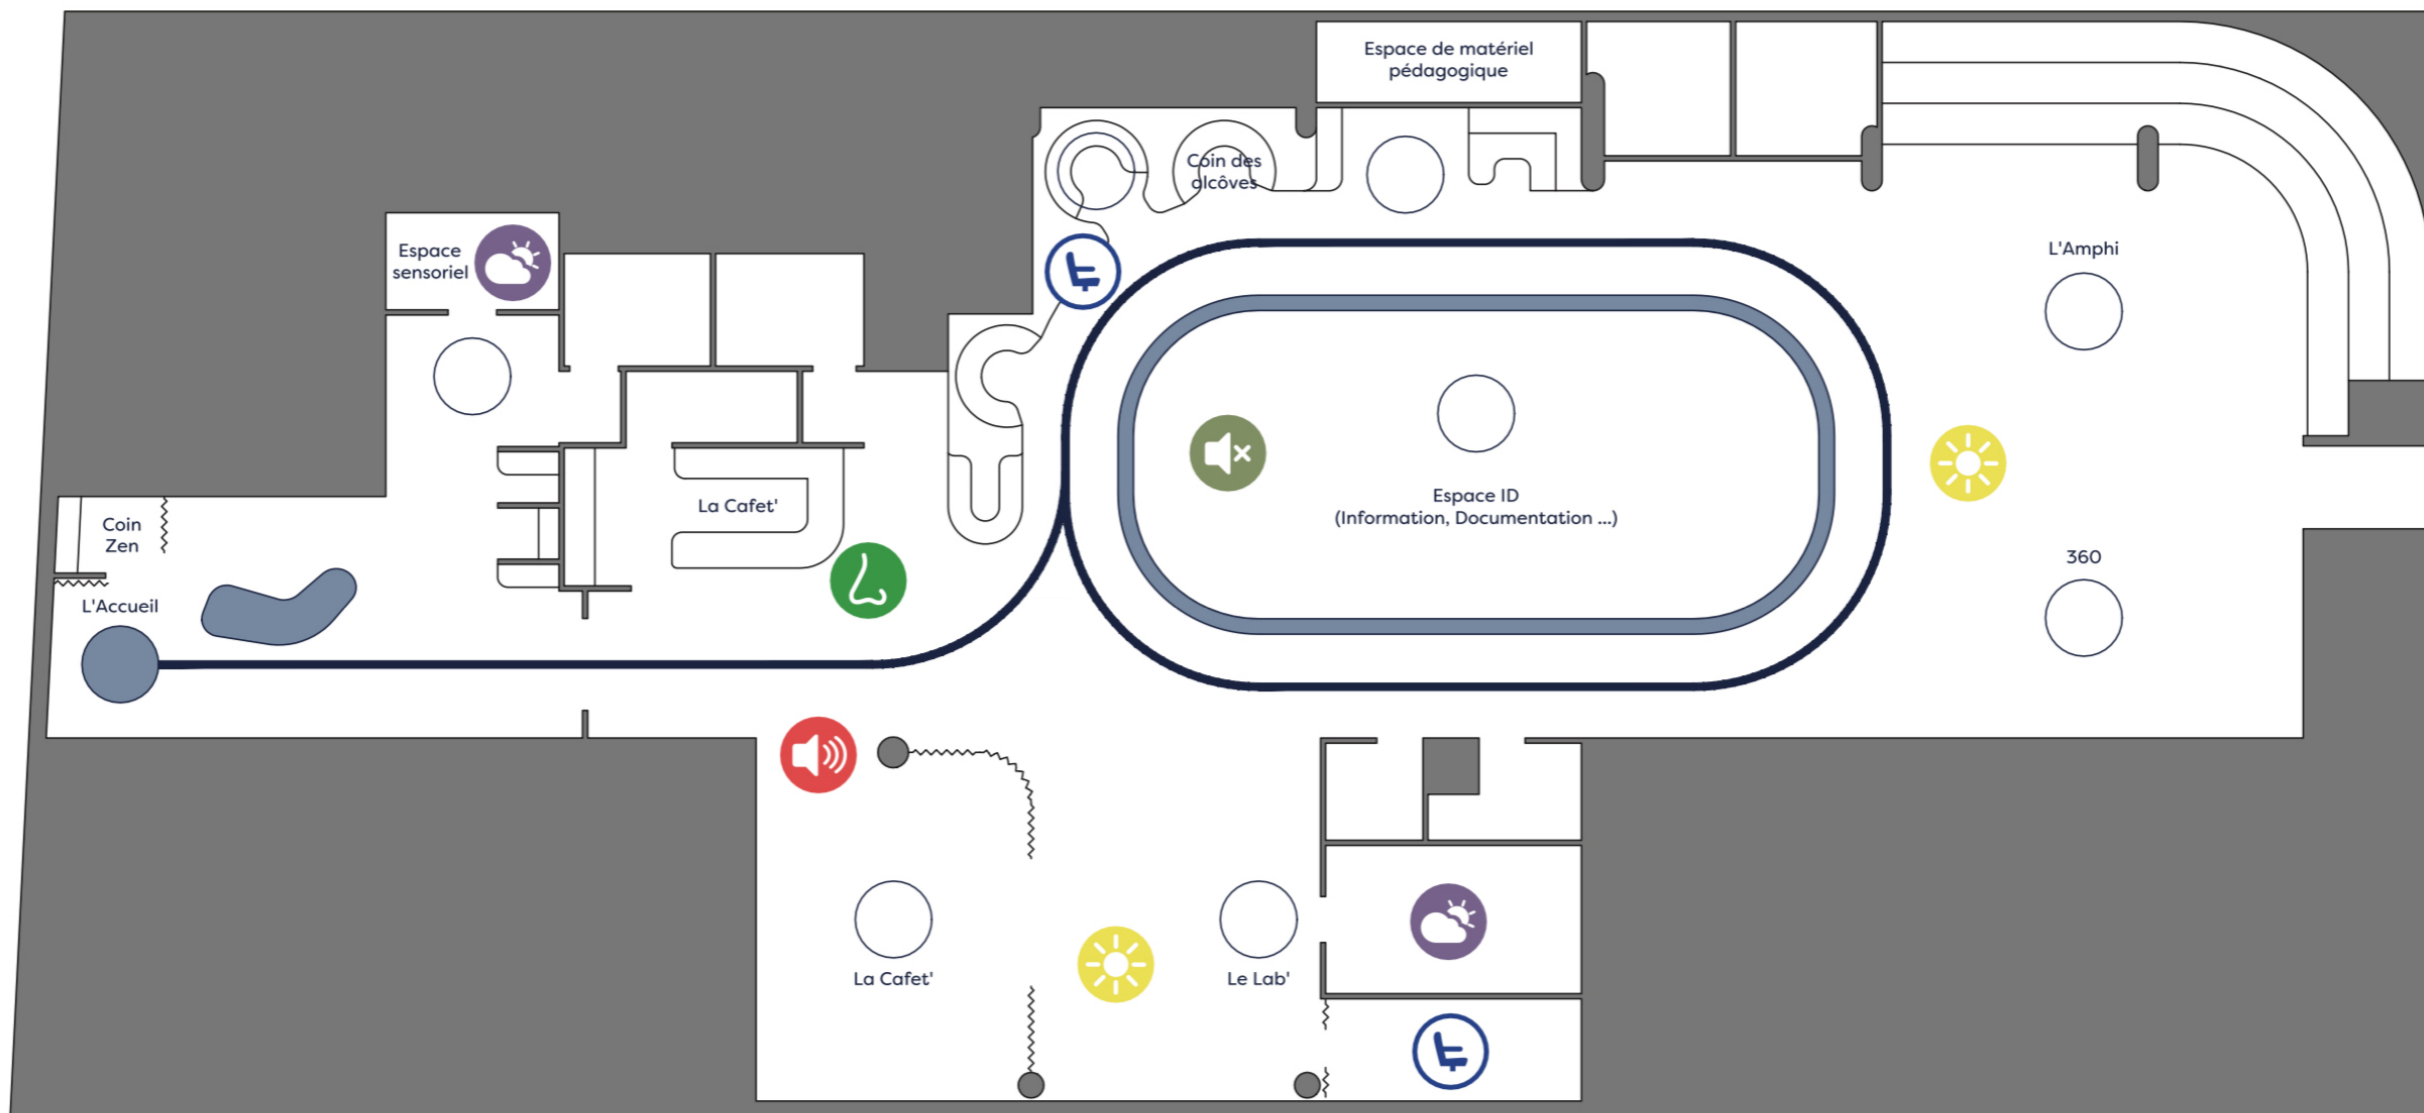 Espace de matériel
pédagogique
Coin des
alcôves
Espace
sensoriel
L'Amphi
La Cafet'
Espace ID
(Information, Documentation ...)
Coin
Zen
360
L'Accueil
La Cafet'
Le Lab'